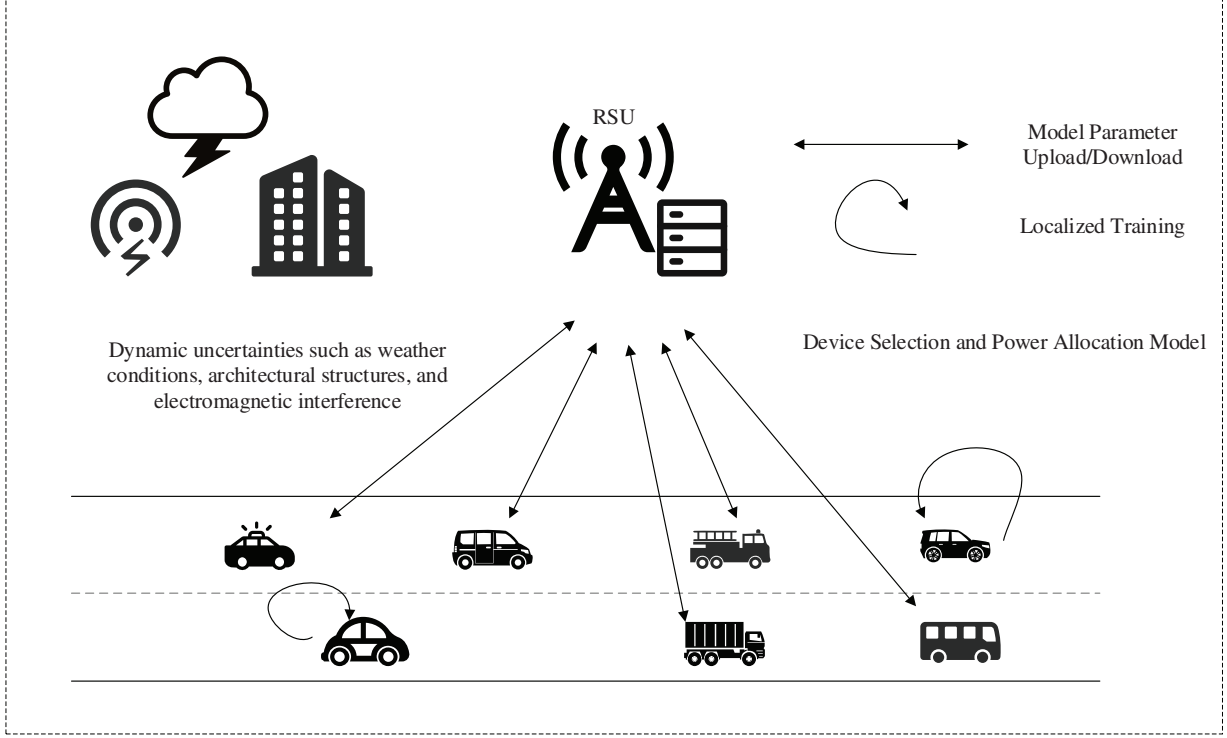 RSU
Model Parameter
Upload/Download
Localized Training
Device Selection and Power Allocation Model
Dynamic uncertainties such as weather
conditions, architectural structures, and
electromagnetic interference